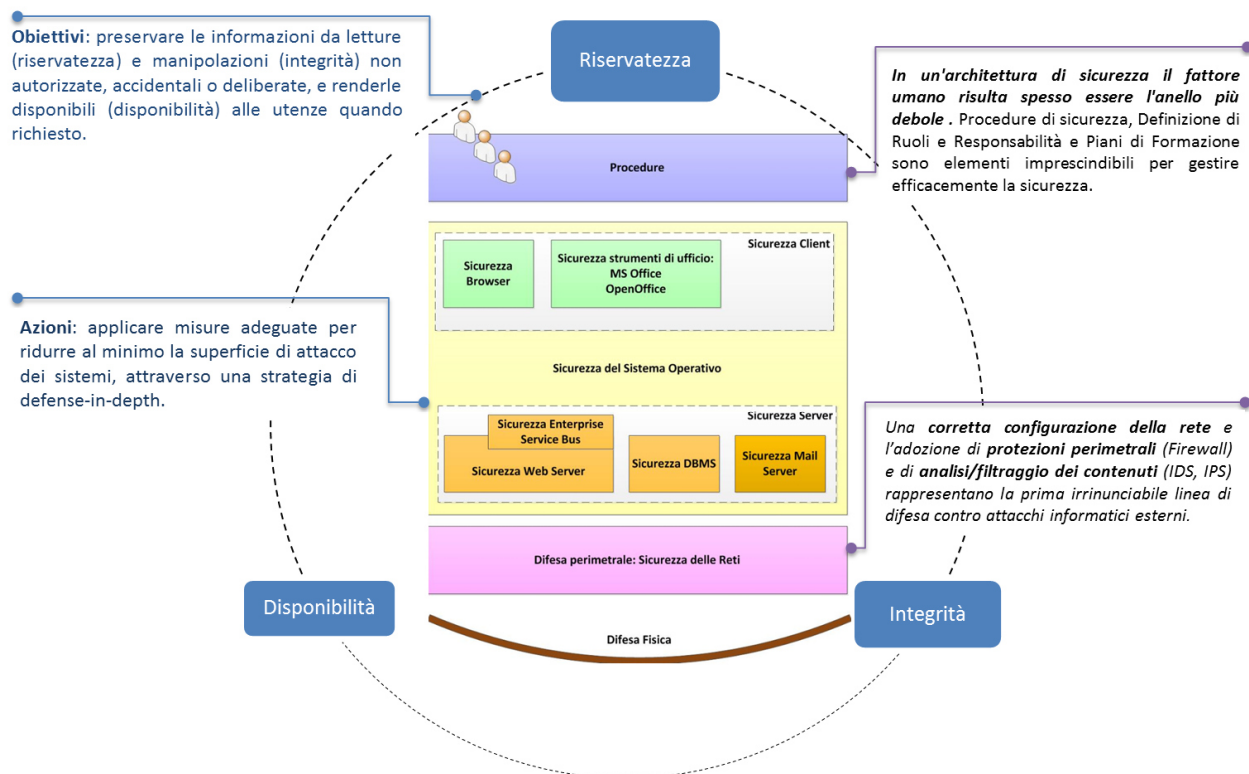 Obiettivi: preservare le informazioni da letture
(riservatezza) e manipolazioni (integrità) non
autorizzate, accidentali o deliberate, e renderle
disponibili (disponibilità) alle utenze quando
richiesto.
Riservatezza
In un'architettura di sicurezza il fattore
umano risulta spesso essere l'anello più
debole . Procedure di sicurezza, Definizione di
Ruoli e Responsabilità e Piani di Formazione
sono elementi imprescindibili per gestire
efficacemente la sicurezza.
Procedure
Sicurezza Client
Sicurezza
Browser
Sicurezza strumenti di ufficio:
MS Office
OpenOffice
Azioni: applicare misure adeguate per
ridurre al minimo la superficie di attacco
dei sistemi, attraverso una strategia di
defense-in-depth.
Sicurezza del Sistema Operativo
Sicurezza Server
Sicurezza Enterprise
Service Bus
Sicurezza Web Server
Sicurezza DBMS
Sicurezza Mail
Server
Una corretta configurazione della rete e
l’adozione di protezioni perimetrali (Firewall)
e di analisi/filtraggio dei contenuti (IDS, IPS)
rappresentano la prima irrinunciabile linea di
difesa contro attacchi informatici esterni.
Difesa perimetrale: Sicurezza delle Reti
Disponibilità
Integrità
Difesa Fisica